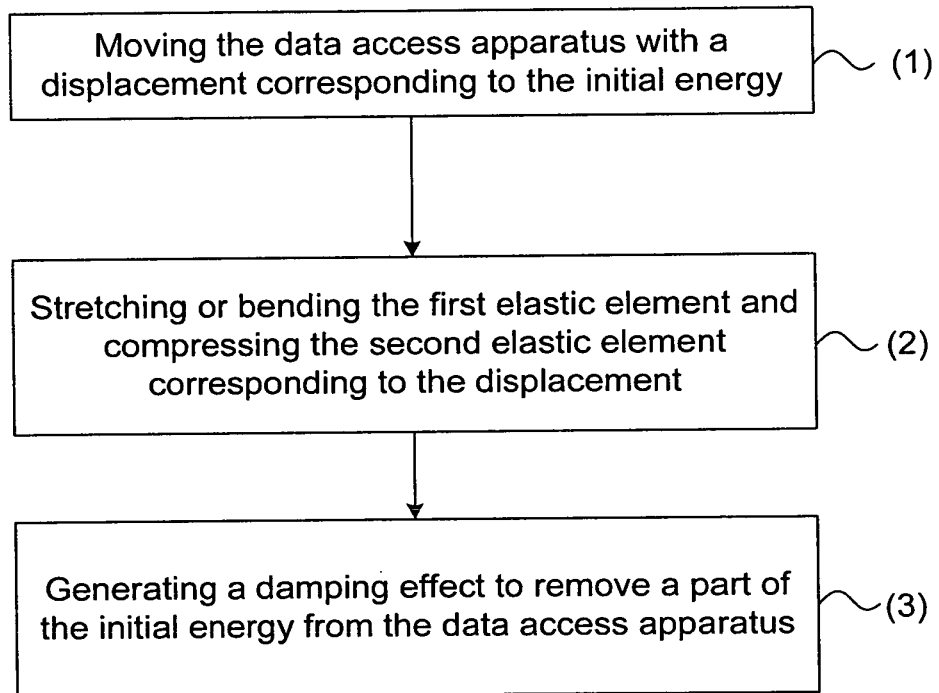 Moving the data access apparatus with a
displacement corresponding to the initial energy
(1)
Stretching or bending the first elastic element and
compressing the second elastic element
corresponding to the displacement
(2)
Generating a damping effect to remove a part of
the initial energy from the data access apparatus
(3)